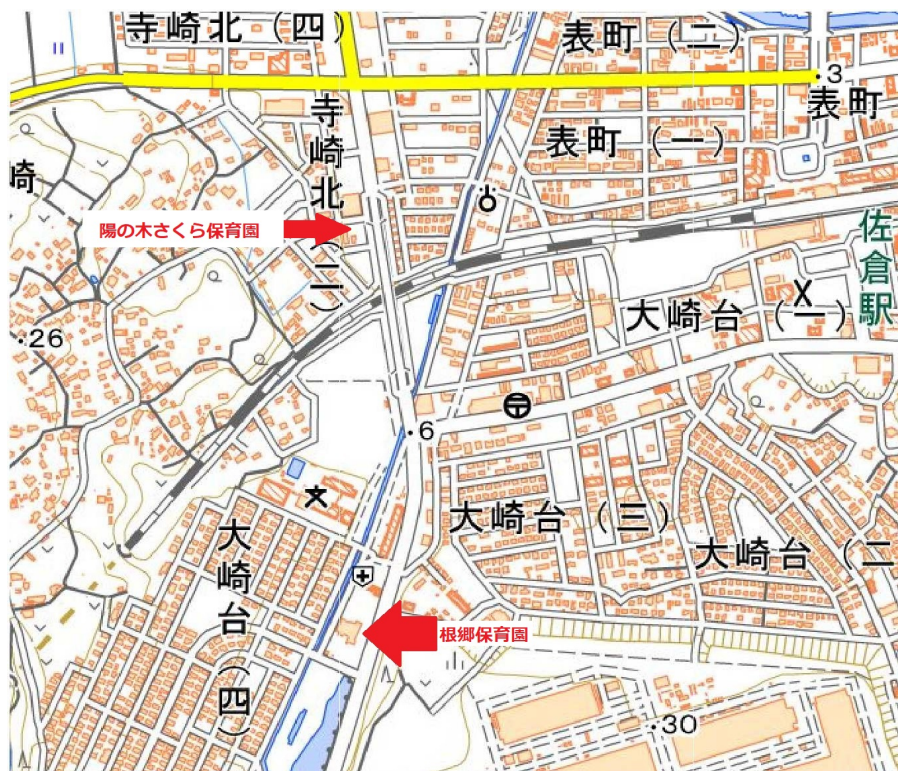 寺崎北(四)
表町(二)
・3
表町
寺崎北(二)
表町(一)
崎
陽の木さくら保育園
佐倉駅
大崎台(一)
・26
・6
大崎台(三)
大崎台(二
大崎台(四)
根郷保育園
・30